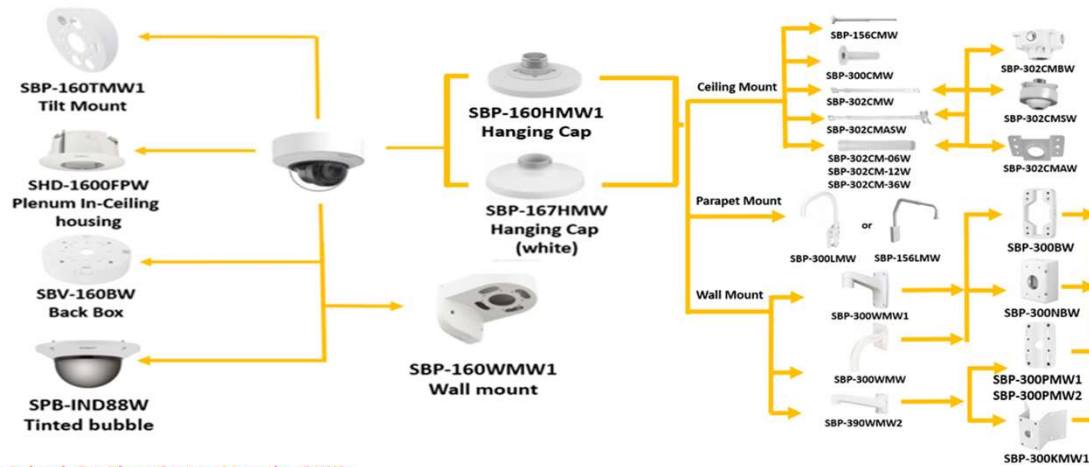 SBP-160TMW1
Tilt Mount
SHD-1600FPW
Plenum In-Ceiling
housing
SBV-160BW
Back Box
SPB-IND88W
Tinted bubble
SBP-160HMW1
Hanging Cap
SBP-167HMW
Hanging Cap
(white)
SBP-160WMW1
Wall mount
Ceiling Mount
SBP-156CMW
SBP-300CMW
SBP-302CMW
SBP-302CMASW
SBP-302CM-06W
SBP-302CM-12W
SBP-302CM-36W
SBP-302CMBW
SBP-302CMSW
SBP-302CMAW
Parapet Mount
or
SBP-300LMW
SBP-156LMW
Wall Mount
SBP-300WMW1
SBP-300WMW
SBP-390WMW2
SBP-300BW
SBP-300NBW
SBP-300PMW1
SBP-300PMW2
SBP-300KMW1